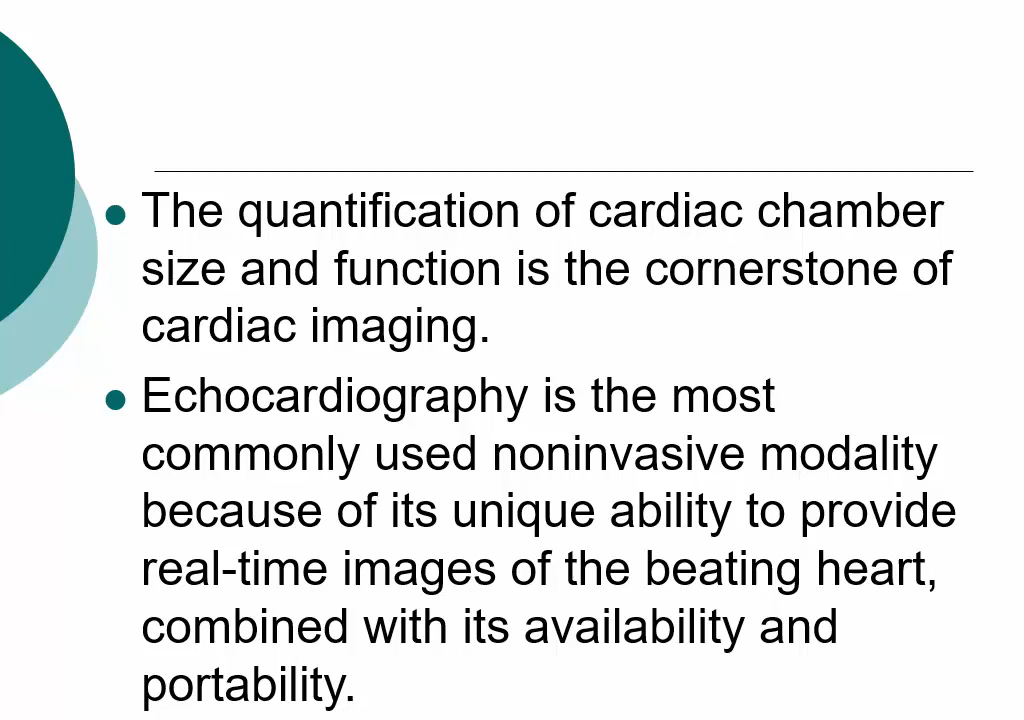 The quantification of cardiac chamber
size and function is the cornerstone of
cardiac imaging.
Echocardiography is the most
commonly used noninvasive modality
because of its unique ability to provide
real-time images of the beating heart,
combined with its availability and
portability.